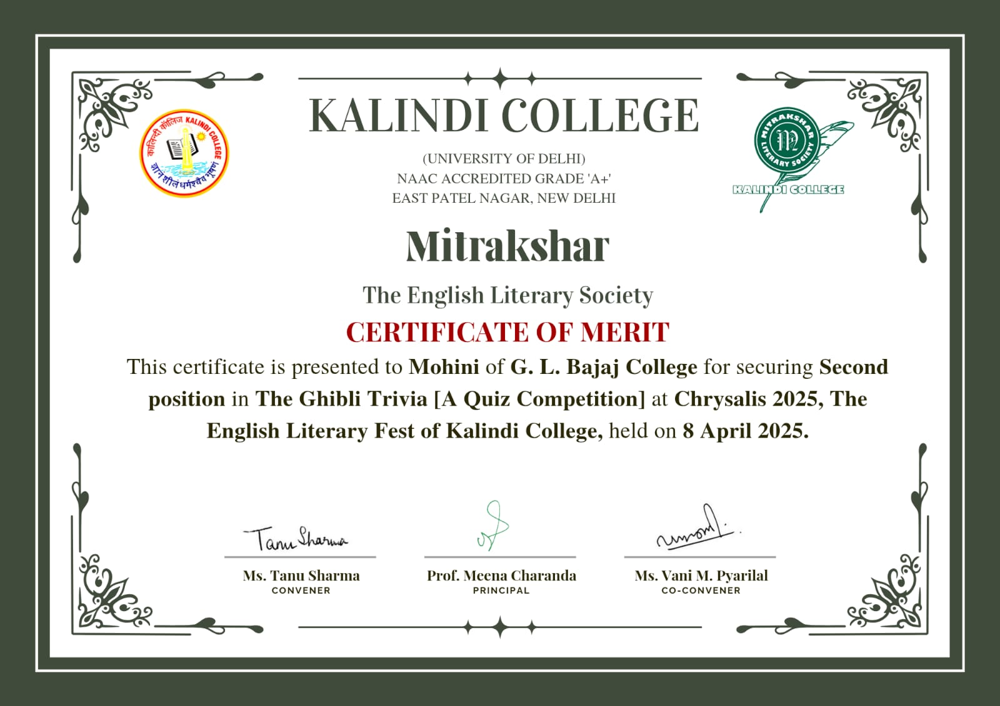 KALINDI COLLEGE
(UNIVERSITY OF DELHI)
NAAC ACCREDITED GRADE 'A+'
EAST PATEL NAGAR, NEW DELHI
कालिन्दी कॉलिज KALINDI COLLEGE
ज्ञानं शीलं धर्मश्चैव भूषणं
MITRAKSHAR
M
LITERARY SOCIETY
KALINDI COLLEGE
Mitrakshar
The English Literary Society
CERTIFICATE OF MERIT
This certificate is presented to Mohini of G. L. Bajaj College for securing Second
position in The Ghibli Trivia [A Quiz Competition] at Chrysalis 2025, The
English Literary Fest of Kalindi College, held on 8 April 2025.
Tanu Sharma
Ms. Tanu Sharma
CONVENER
Prof. Meena Charanda
PRINCIPAL
Ms. Vani M. Pyarilal
CO-CONVENER